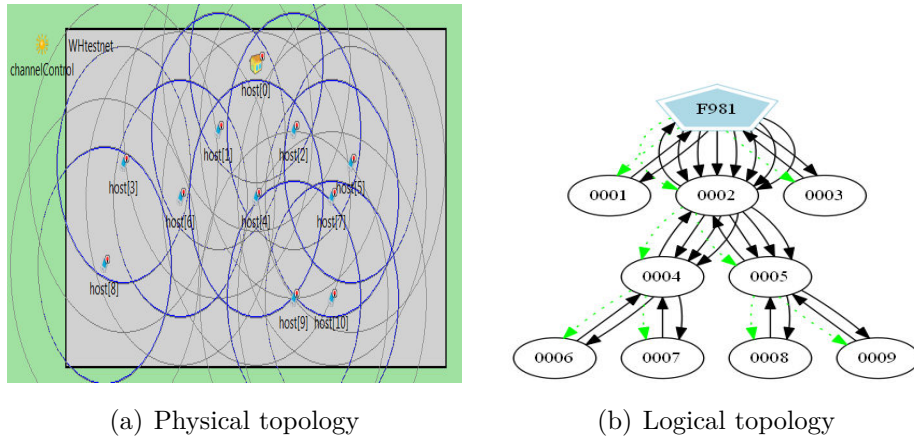 WHtestnet
channelControl
host[0]
host[1]
host[2]
host[3]
host[5]
host[6]
host[4]
host[7]
host[8]
host[9]
host[10]
(a) Physical topology
F981
0001
0002
0003
0004
0005
0006
0007
0008
0009
(b) Logical topology